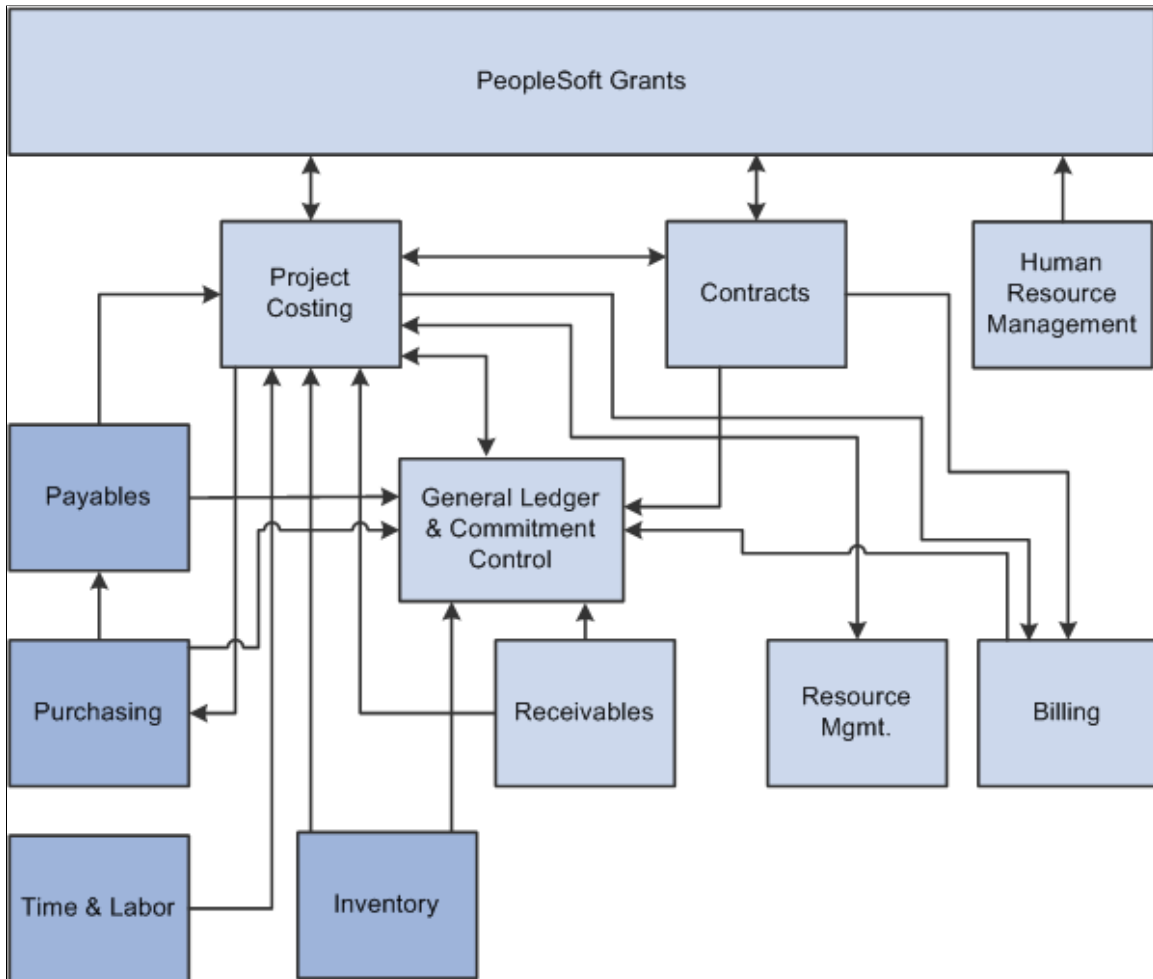 PeopleSoft Grants
Project
Costing
Contracts
Human
Resource
Management
Payables
General Ledger
& Commitment
Control
Purchasing
Receivables
Resource
Mgmt.
Billing
Time & Labor
Inventory